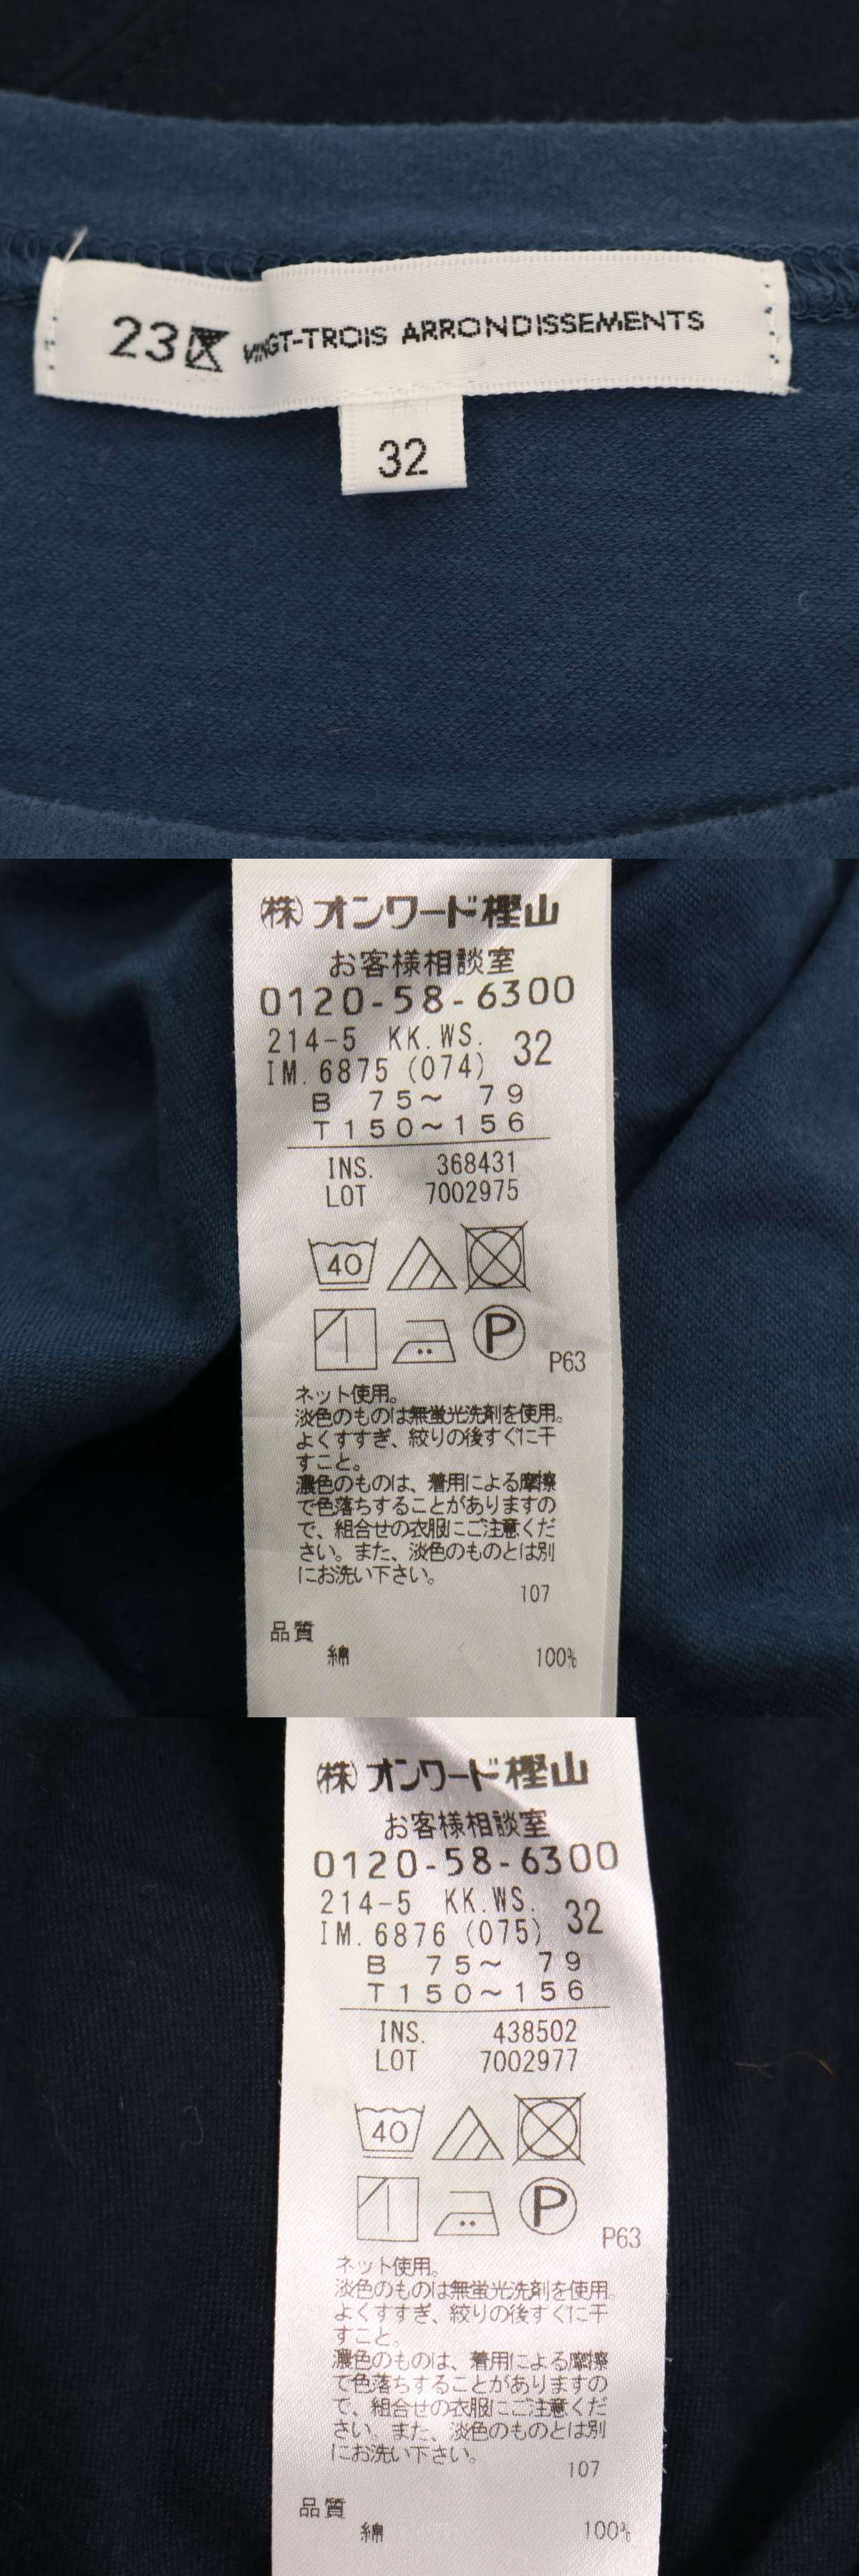 23区 VINGT-TROIS ARRONDISSEMENTS
32
㈱オンワード樫山
お客様相談室
0120-58-6300
214-5 KK.WS. 32
IM.6875 (074)
B 75〜 79
T150〜156
INS. 368431
LOT 7002975
40
P
P63
ネット使用。
淡色のものは無蛍光洗剤を使用。
よくすすぎ、絞りの後すぐに干
すこと。
濃色のものは、着用による摩擦
で色落ちすることがありますの
で、組合せの衣服にご注意くだ
さい。また、淡色のものとは別
にお洗い下さい。
107
品質
綿 100%
㈱オンワード樫山
お客様相談室
0120-58-6300
214-5 KK.WS. 32
IM.6876 (075)
B 75〜 79
T150〜156
INS. 438502
LOT 7002977
40
P
P63
ネット使用。
淡色のものは無蛍光洗剤を使用。
よくすすぎ、絞りの後すぐに干
すこと。
濃色のものは、着用による摩擦
で色落ちすることがありますの
で、組合せの衣服にご注意くだ
さい。また、淡色のものとは別
にお洗い下さい。
107
品質
綿 100%